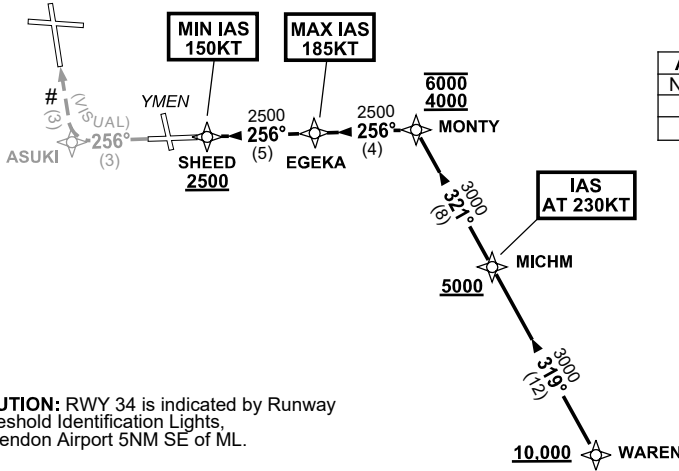 MIN IAS
150KT
MAX IAS
185KT
6000
4000
MONTY
A
N
#
(3)
(VISUAL)
256°
(3)
ASUKI
YMEN
SHEED
2500
2500
256°
(5)
EGEKA
2500
256°
(4)
3000
321°
(8)
IAS
AT 230KT
MICHM
5000
3000
319°
(12)
10,000
WAREN
UTION: RWY 34 is indicated by Runway
eshold Identification Lights,
endon Airport 5NM SE of ML.